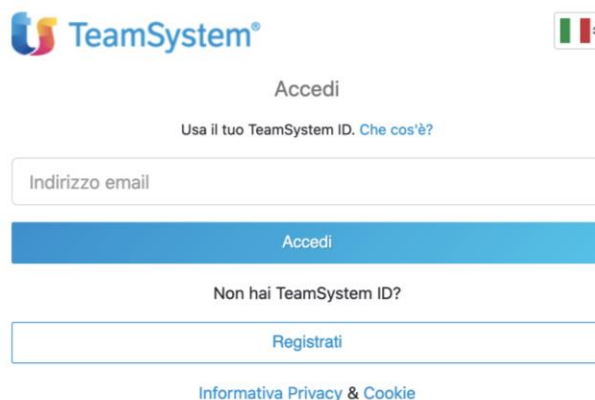 TeamSystem®
Accedi
Usa il tuo TeamSystem ID. Che cos'è?
Indirizzo email
Accedi
Non hai TeamSystem ID?
Registrati
Informativa Privacy & Cookie